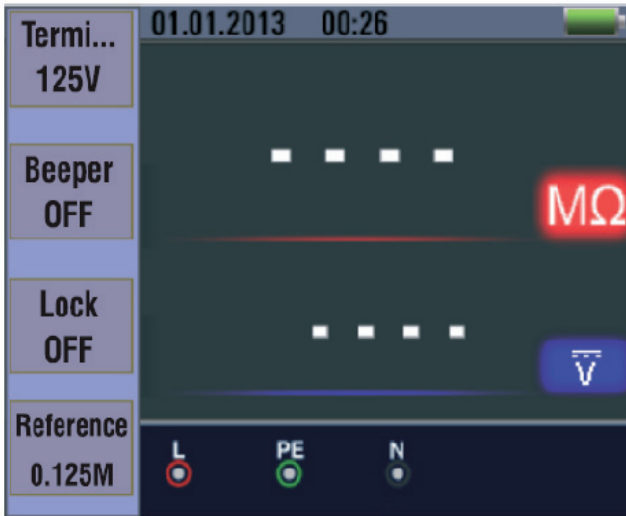 01.01.2013 00:26
Termi...
125V
Beeper
OFF
Lock
OFF
Reference
0.125M
- - - -
MΩ
- - - -
V
L PE N